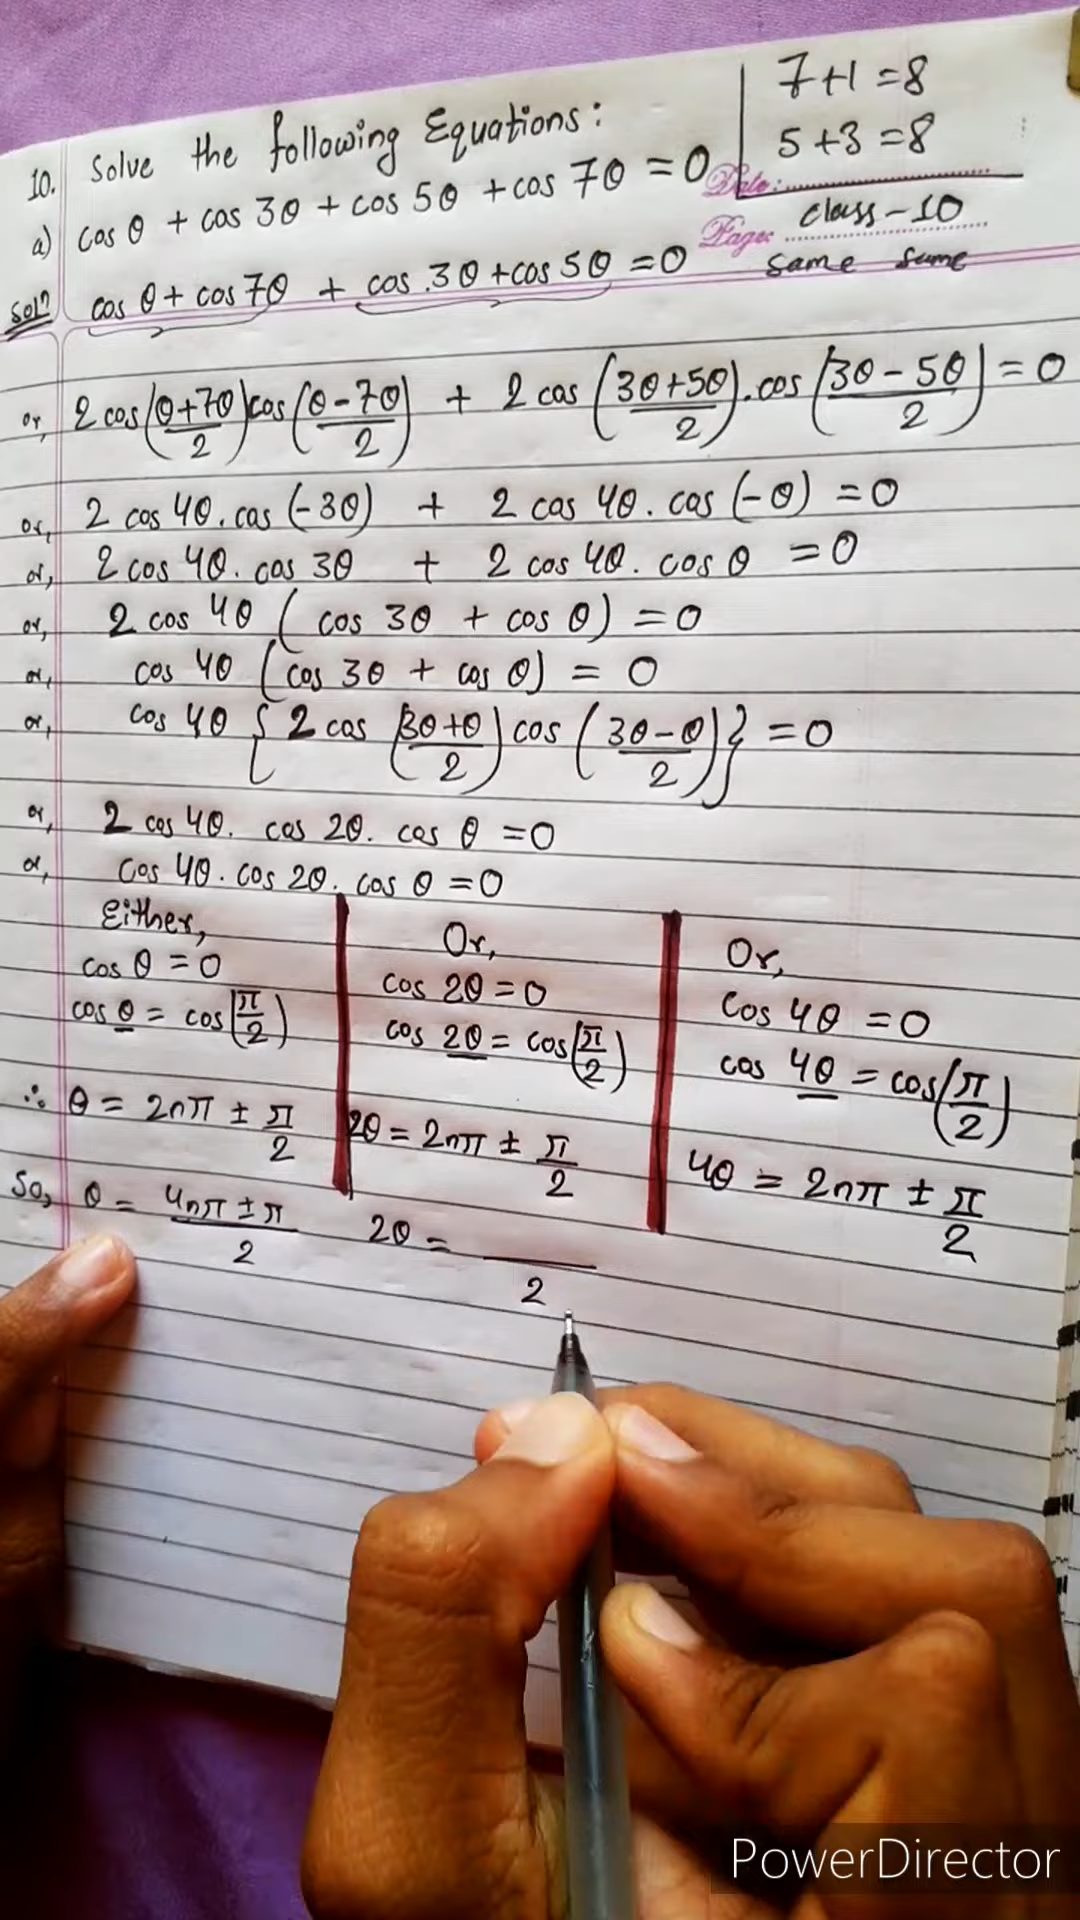 7+1 =8
5+3 =8
10. Solve the following Equations:
a) cos θ + cos 3θ + cos 5θ + cos 7θ = 0
Date:
Page:
class-10
same same
Solⁿ cos θ + cos 7θ + cos 3θ + cos 5θ = 0
or, 2 cos (θ+7θ/2) cos (θ-7θ/2) + 2 cos (3θ+5θ/2) . cos (3θ-5θ/2) = 0
or, 2 cos 4θ . cos (-3θ) + 2 cos 4θ . cos (-θ) = 0
or, 2 cos 4θ . cos 3θ + 2 cos 4θ . cos θ = 0
or, 2 cos 4θ ( cos 3θ + cos θ ) = 0
or, cos 4θ ( cos 3θ + cos θ ) = 0
or, cos 4θ { 2 cos (3θ+θ/2) cos (3θ-θ/2) } = 0
or, 2 cos 4θ . cos 2θ . cos θ = 0
or, cos 4θ . cos 2θ . cos θ = 0
Either,
cos θ = 0
cos θ = cos (π/2)
∴ θ = 2nπ ± π/2
So, θ = 4nπ ± π/2
Or,
cos 2θ = 0
cos 2θ = cos (π/2)
2θ = 2nπ ± π/2
2θ = /2
Or,
Cos 4θ = 0
cos 4θ = cos (π/2)
4θ = 2nπ ± π/2
PowerDirector